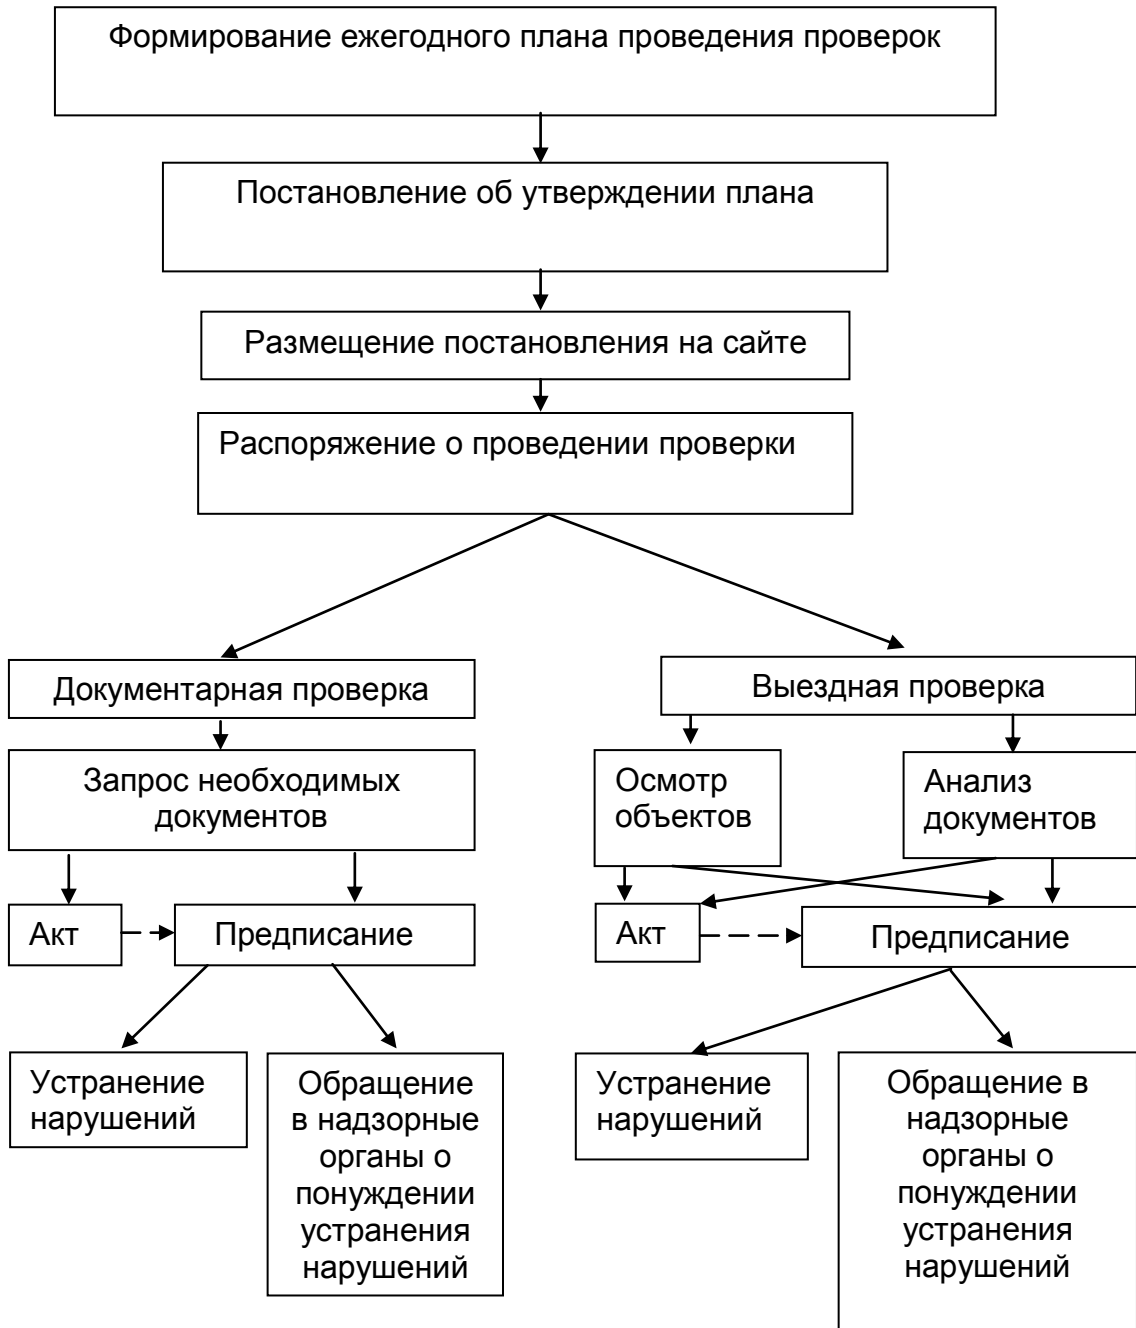 Формирование ежегодного плана проведения проверок
Постановление об утверждении плана
Размещение постановления на сайте
Распоряжение о проведении проверки
Документарная проверка
Выездная проверка
Запрос необходимых
документов
Осмотр
объектов
Анализ
документов
Акт
Предписание
Акт
Предписание
Устранение
нарушений
Обращение
в надзорные
органы о
понуждении
устранения
нарушений
Устранение
нарушений
Обращение в
надзорные
органы о
понуждении
устранения
нарушений